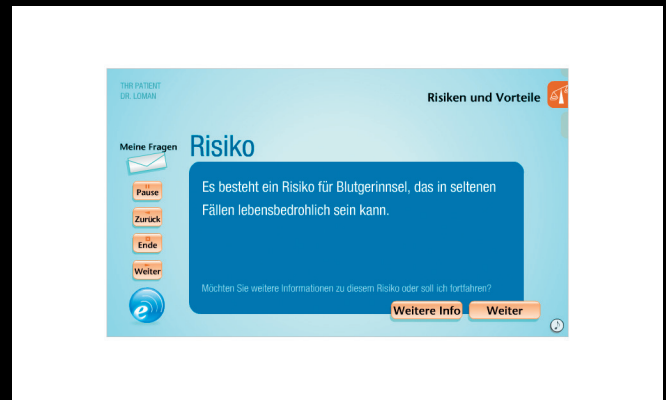 THR PATIENT
DR. LOMAN
Risiken und Vorteile
Meine Fragen
Risiko
Es besteht ein Risiko für Blutgerinnsel, das in seltenen
Fällen lebensbedrohlich sein kann.
Pause
Zurück
Ende
Weiter
Möchten Sie weitere Informationen zu diesem Risiko oder soll ich fortfahren?
Weitere Info
Weiter
e